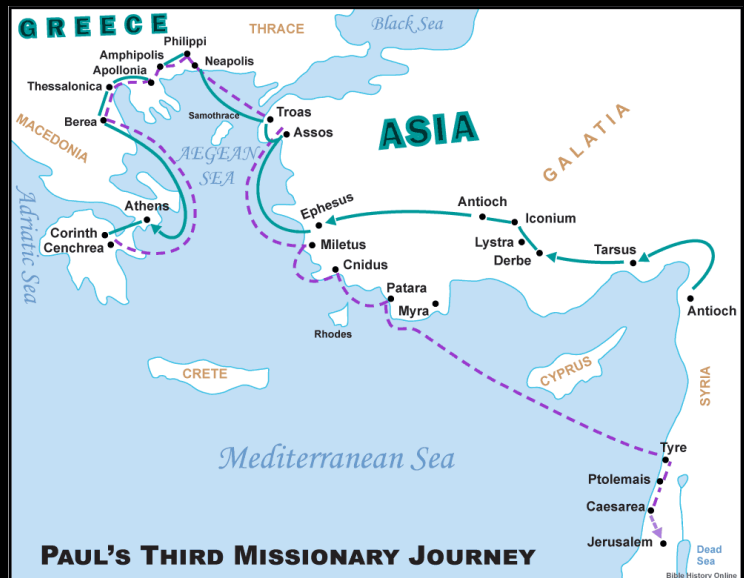 GREECE
THRACE
Black Sea
Philippi
Amphipolis
Neapolis
Apollonia
Thessalonica
Samothrace
Troas
Berea
Assos
ASIA
GALATIA
MACEDONIA
AEGEAN
SEA
Adriatic Sea
Athens
Ephesus
Antioch
Iconium
Corinth
Cenchrea
Miletus
Lystra
Derbe
Tarsus
Cnidus
Patara
Myra
Antioch
Rhodes
CRETE
CYPRUS
SYRIA
Mediterranean Sea
Tyre
Ptolemais
Caesarea
Jerusalem
PAUL'S THIRD MISSIONARY JOURNEY
Dead
Sea
Bible History Online